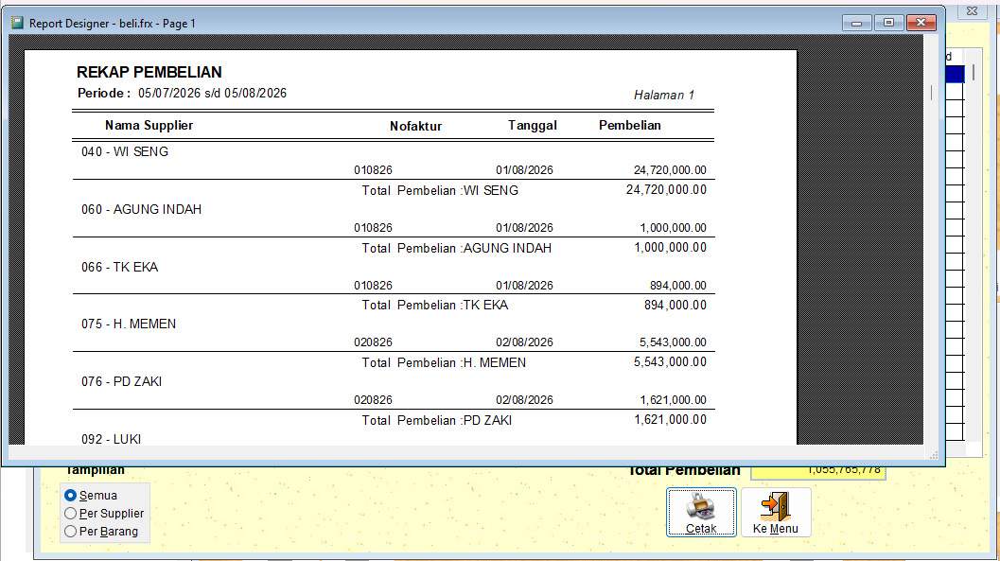 Report Designer - beli.frx - Page 1
REKAP PEMBELIAN
Periode : 05/07/2026 s/d 05/08/2026
Halaman 1
Nama Supplier Nofaktur Tanggal Pembelian
040 - WI SENG
010826 01/08/2026 24,720,000.00
Total Pembelian :WI SENG 24,720,000.00
060 - AGUNG INDAH
010826 01/08/2026 1,000,000.00
Total Pembelian :AGUNG INDAH 1,000,000.00
066 - TK EKA
010826 01/08/2026 894,000.00
Total Pembelian :TK EKA 894,000.00
075 - H. MEMEN
020826 02/08/2026 5,543,000.00
Total Pembelian :H. MEMEN 5,543,000.00
076 - PD ZAKI
020826 02/08/2026 1,621,000.00
Total Pembelian :PD ZAKI 1,621,000.00
092 - LUKI
d
Tampilan
Total Pembelian 1,055,765,778
Semua
Per Supplier
Per Barang
Cetak
Ke Menu